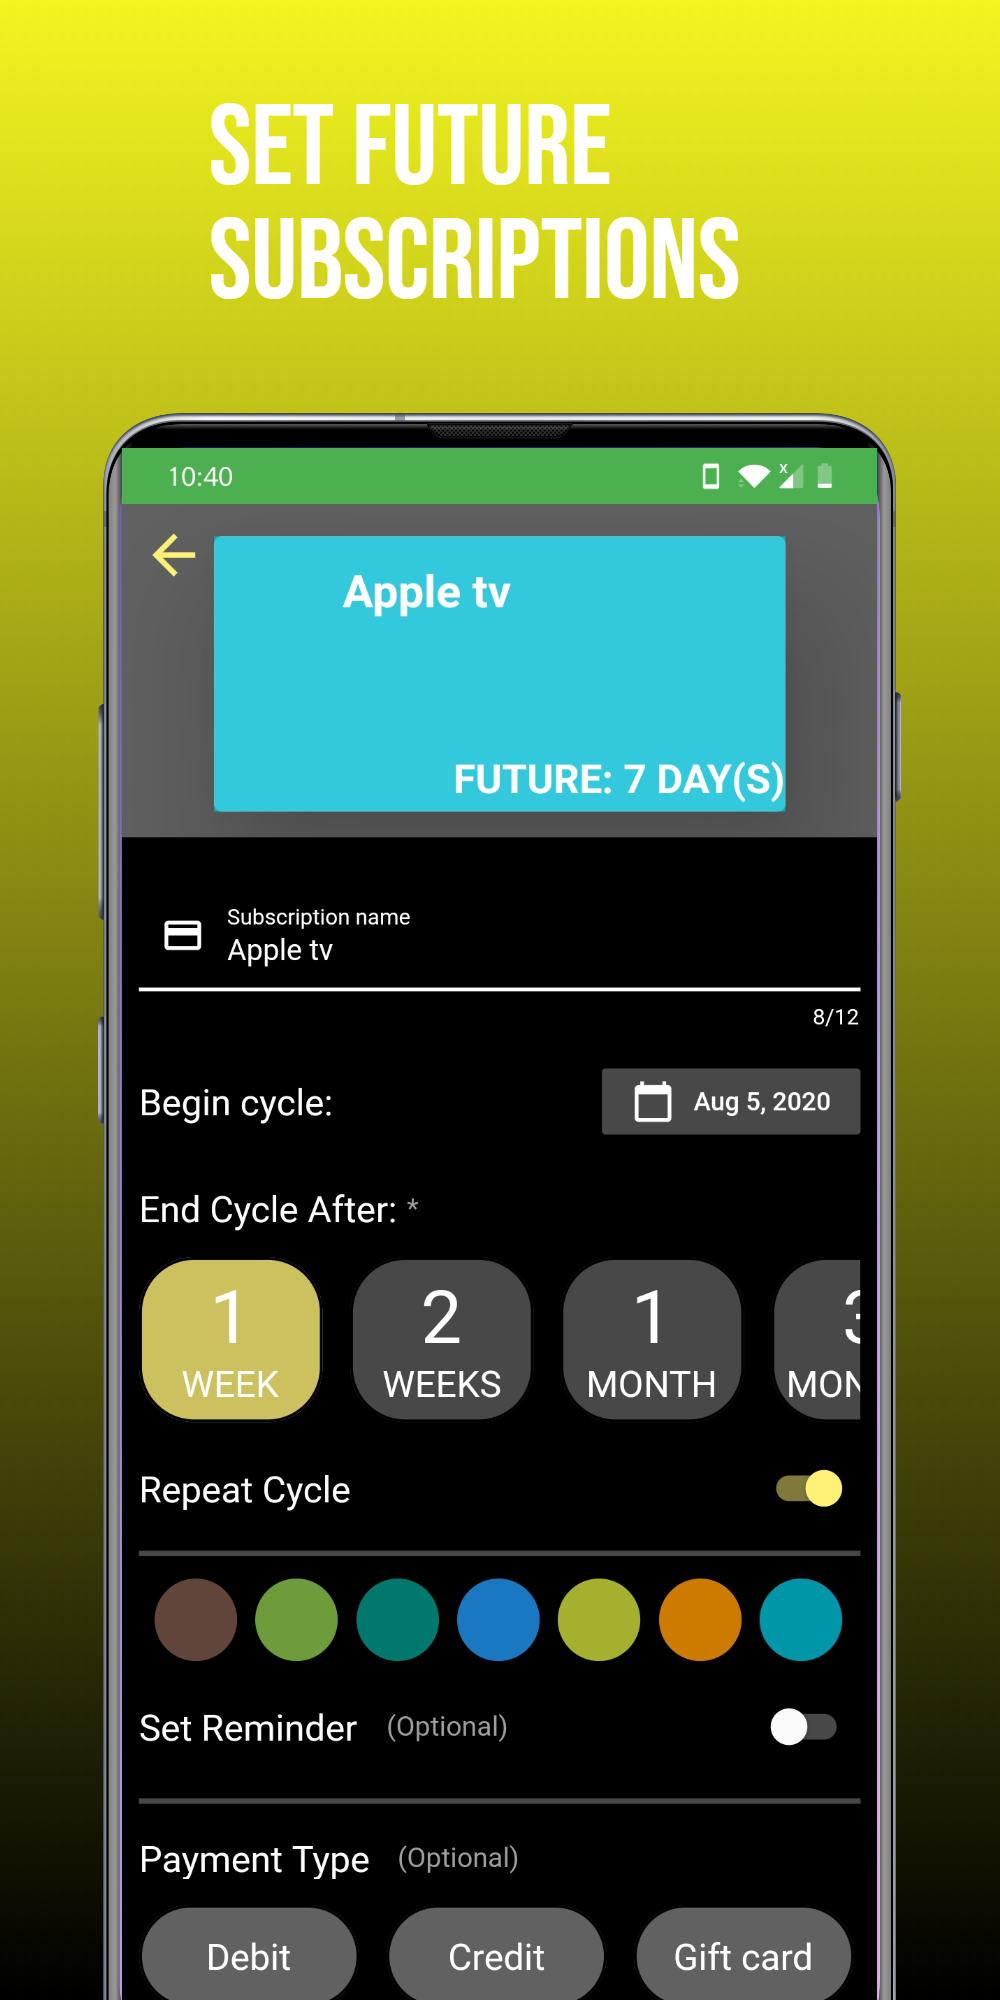 SET FUTURE
SUBSCRIPTIONS
10:40
x
Apple tv
FUTURE: 7 DAY(S)
Subscription name
Apple tv
8/12
Begin cycle:
Aug 5, 2020
End Cycle After: *
1 2 1 3
WEEK WEEKS MONTH MON
Repeat Cycle
Set Reminder (Optional)
Payment Type (Optional)
Debit Credit Gift card